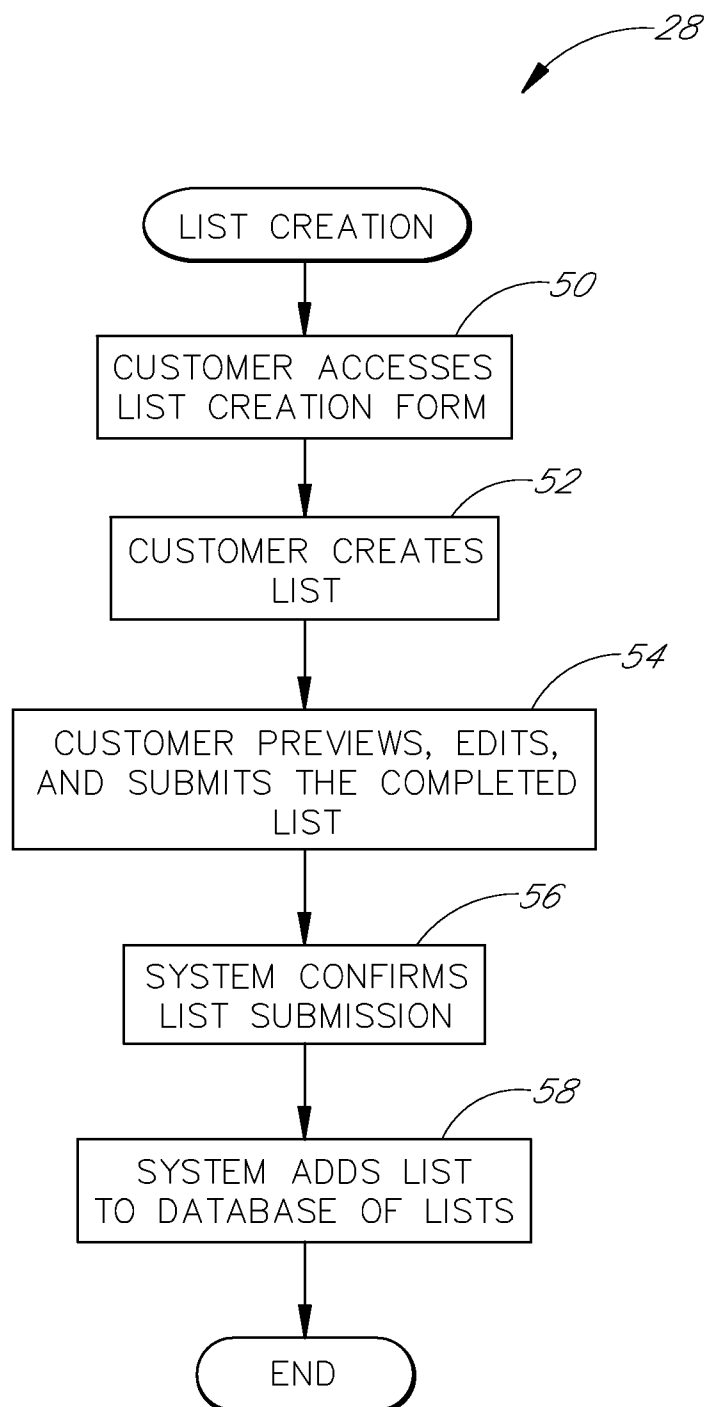 28
LIST CREATION
50
CUSTOMER ACCESSES
LIST CREATION FORM
52
CUSTOMER CREATES
LIST
54
CUSTOMER PREVIEWS, EDITS,
AND SUBMITS THE COMPLETED
LIST
56
SYSTEM CONFIRMS
LIST SUBMISSION
58
SYSTEM ADDS LIST
TO DATABASE OF LISTS
END